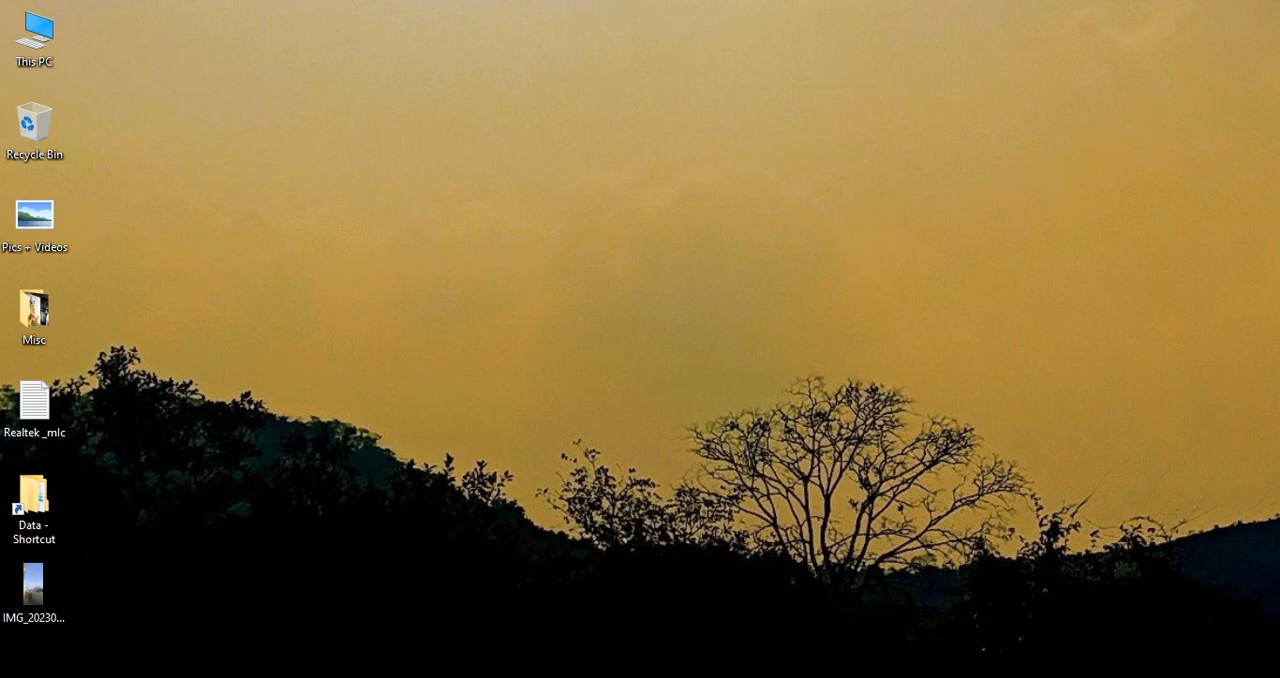 This PC
Recycle Bin
Pics + Videos
Misc
Realtek _mlc
Data -
Shortcut
IMG_20230...